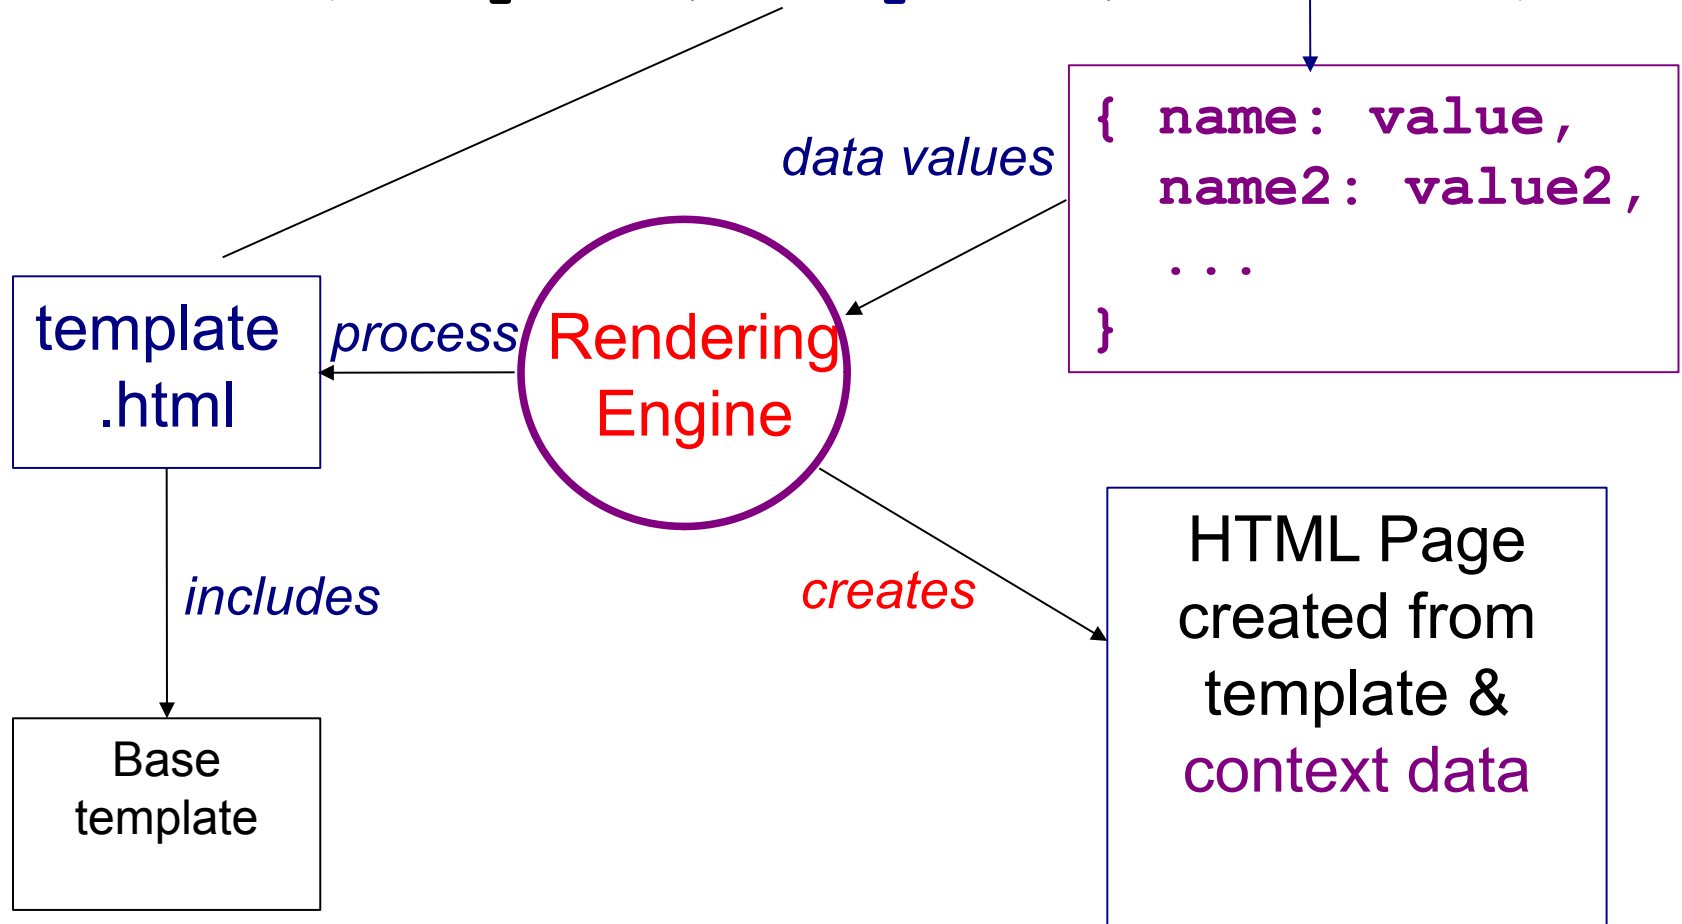 { name: value,
name2: value2,
...
}
data values
template
.html
process
Rendering
Engine
includes
creates
HTML Page
created from
template &
context data
Base
template